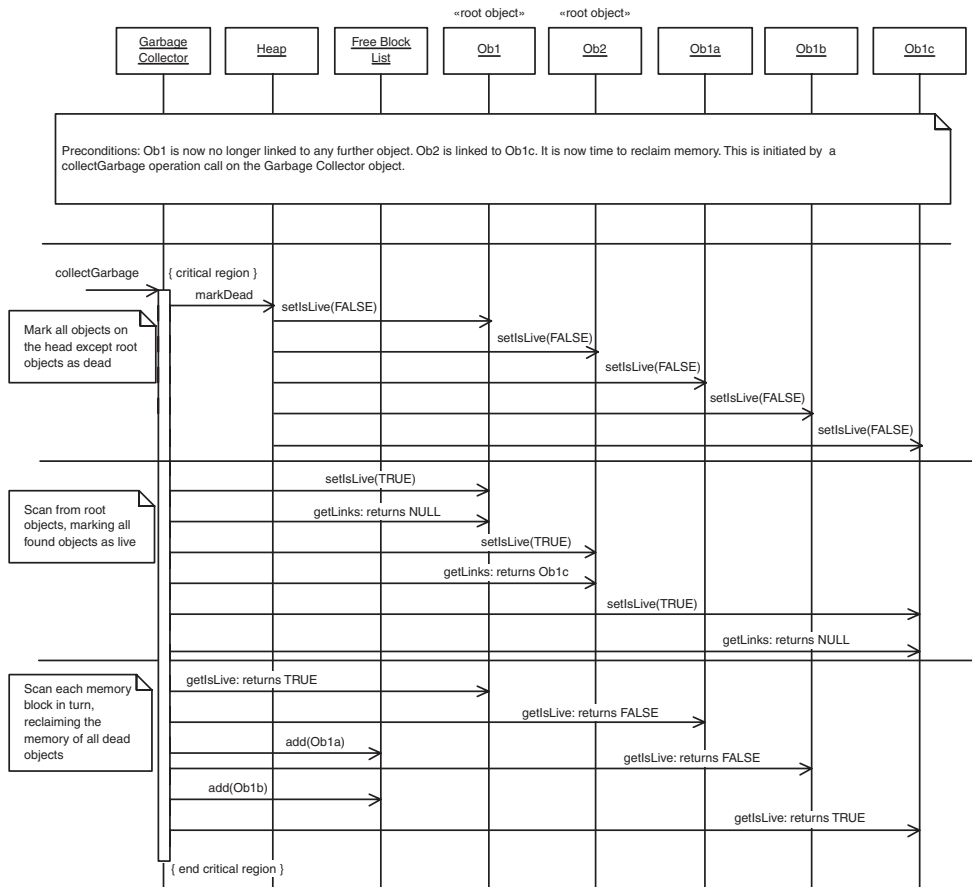 «root object» «root object»
Garbage
Collector
Heap
Free Block
List
Ob1
Ob2
Ob1a
Ob1b
Ob1c
Preconditions: Ob1 is now no longer linked to any further object. Ob2 is linked to Ob1c. It is now time to reclaim memory. This is initiated by a
collectGarbage operation call on the Garbage Collector object.
collectGarbage
{ critical region }
markDead
setIsLive(FALSE)
Mark all objects on
the head except root
objects as dead
setIsLive(FALSE)
setIsLive(FALSE)
setIsLive(FALSE)
setIsLive(FALSE)
Scan from root
objects, marking all
found objects as live
setIsLive(TRUE)
getLinks: returns NULL
setIsLive(TRUE)
getLinks: returns Ob1c
setIsLive(TRUE)
getLinks: returns NULL
Scan each memory
block in turn,
reclaiming the
memory of all dead
objects
getIsLive: returns TRUE
getIsLive: returns FALSE
add(Ob1a)
getIsLive: returns FALSE
add(Ob1b)
getIsLive: returns TRUE
{ end critical region }